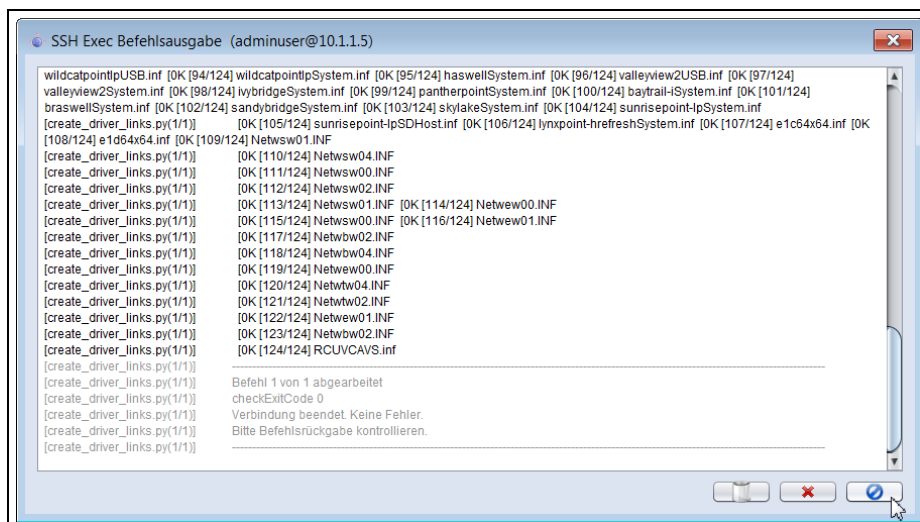 SSH Exec Befehlsausgabe (adminuser@10.1.1.5)
wildcatpointlpUSB.inf [0K [94/124] wildcatpointlpSystem.inf [0K [95/124] haswellSystem.inf [0K [96/124] valleyview2USB.inf [0K [97/124]
valleyview2System.inf [0K [98/124] ivybridgeSystem.inf [0K [99/124] pantherpointSystem.inf [0K [100/124] baytrail-iSystem.inf [0K [101/124]
braswellSystem.inf [0K [102/124] sandybridgeSystem.inf [0K [103/124] skylakeSystem.inf [0K [104/124] sunrisepoint-lpSystem.inf
[create_driver_links.py(1/1)] [0K [105/124] sunrisepoint-lpSDHost.inf [0K [106/124] lynxpoint-hrefreshSystem.inf [0K [107/124] e1c64x64.inf [0K
[108/124] e1d64x64.inf [0K [109/124] Netwsw01.INF
[create_driver_links.py(1/1)] [0K [110/124] Netwsw04.INF
[create_driver_links.py(1/1)] [0K [111/124] Netwsw00.INF
[create_driver_links.py(1/1)] [0K [112/124] Netwsw02.INF
[create_driver_links.py(1/1)] [0K [113/124] Netwsw01.INF [0K [114/124] Netwew00.INF
[create_driver_links.py(1/1)] [0K [115/124] Netwsw00.INF [0K [116/124] Netwew01.INF
[create_driver_links.py(1/1)] [0K [117/124] Netwbw02.INF
[create_driver_links.py(1/1)] [0K [118/124] Netwbw04.INF
[create_driver_links.py(1/1)] [0K [119/124] Netwew00.INF
[create_driver_links.py(1/1)] [0K [120/124] Netwtw04.INF
[create_driver_links.py(1/1)] [0K [121/124] Netwtw02.INF
[create_driver_links.py(1/1)] [0K [122/124] Netwew01.INF
[create_driver_links.py(1/1)] [0K [123/124] Netwbw02.INF
[create_driver_links.py(1/1)] [0K [124/124] RCUVCAVS.inf
[create_driver_links.py(1/1)] --------------------------------------------------
[create_driver_links.py(1/1)] Befehl 1 von 1 abgearbeitet
[create_driver_links.py(1/1)] checkExitCode 0
[create_driver_links.py(1/1)] Verbindung beendet. Keine Fehler.
[create_driver_links.py(1/1)] Bitte Befehlsrückgabe kontrollieren.
[create_driver_links.py(1/1)] --------------------------------------------------